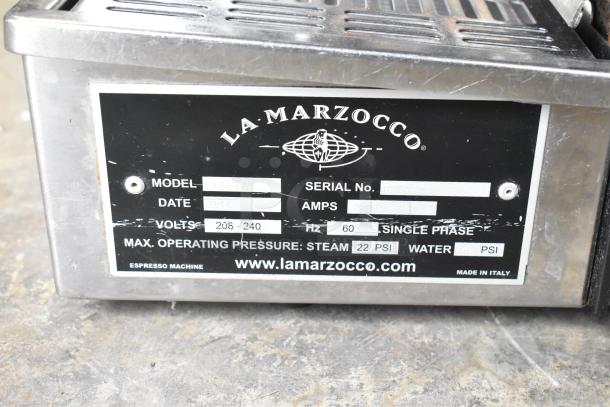 LA MARZOCCO®
MODEL SERIAL No.
DATE AMPS
VOLTS 208 - 240 Hz 60 SINGLE PHASE
MAX. OPERATING PRESSURE: STEAM 22 PSI WATER PSI
ESPRESSO MACHINE www.lamarzocco.com MADE IN ITALY